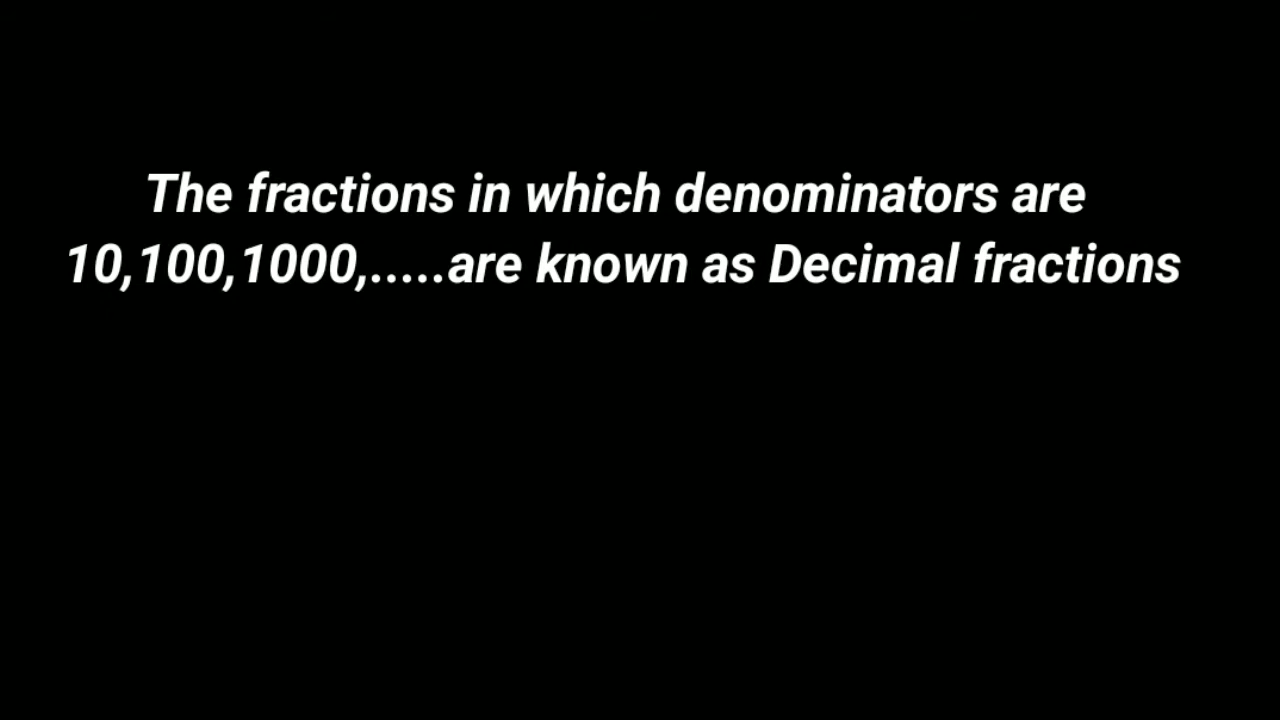 The fractions in which denominators are
10,100,1000,.....are known as Decimal fractions